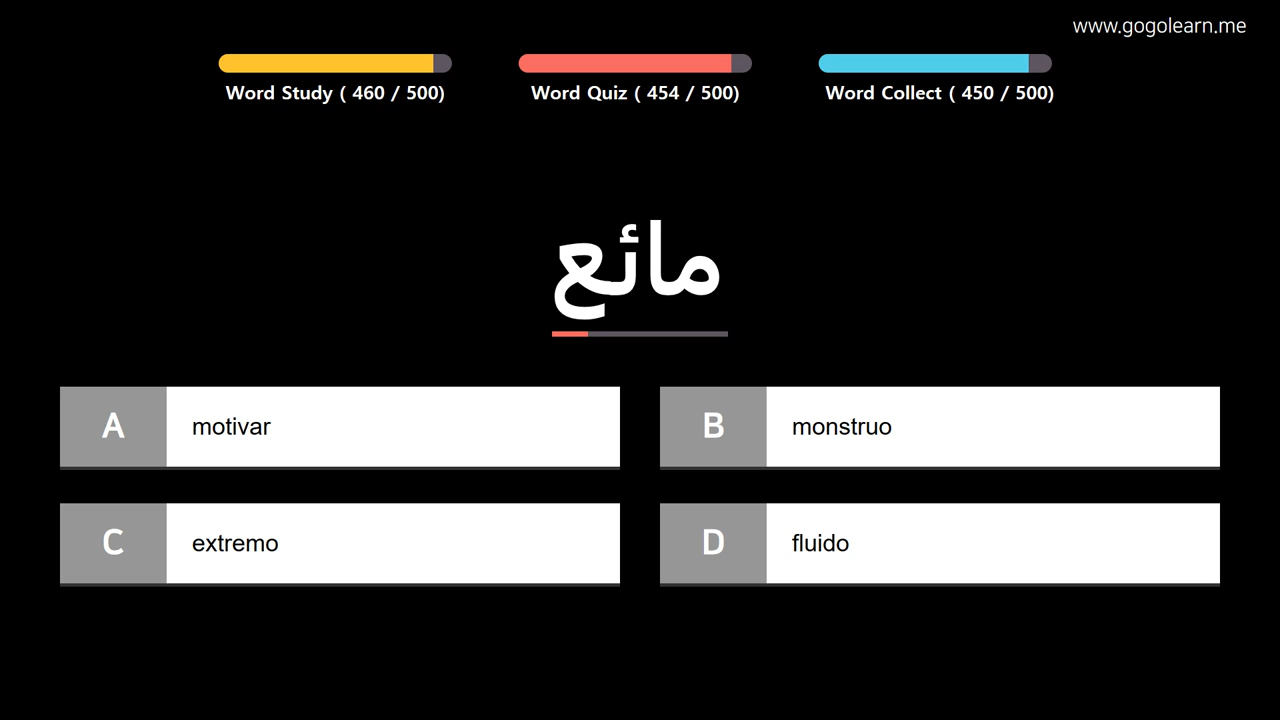 www.gogolearn.me
Word Study ( 460 / 500)
Word Quiz ( 454 / 500)
Word Collect ( 450 / 500)
مائع
A motivar
B monstruo
C extremo
D fluido